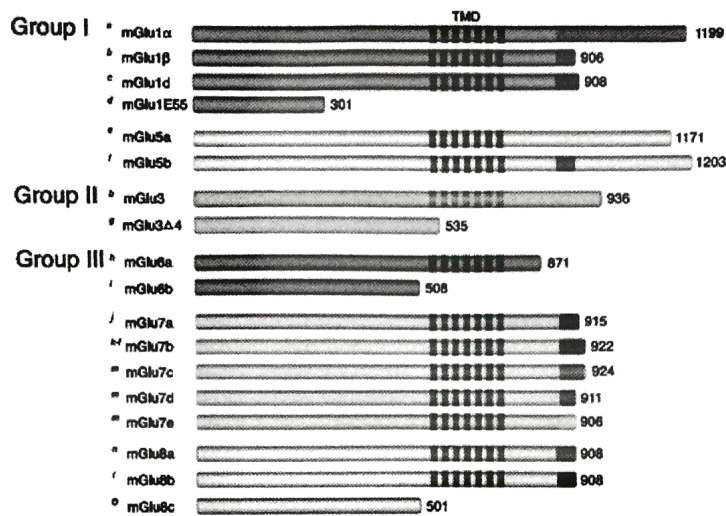 TMD
Group I a mGlu1α 1199
b mGlu1β 906
c mGlu1d 908
d mGlu1E55 301
e mGlu5a 1171
f mGlu5b 1203
Group II b mGlu3 936
g mGlu3Δ4 535
Group III h mGlu6a 871
i mGlu6b 508
j mGlu7a 915
k-l mGlu7b 922
m mGlu7c 924
m mGlu7d 911
m mGlu7e 906
n mGlu8a 908
mGlu8b 908
o mGlu8c 501